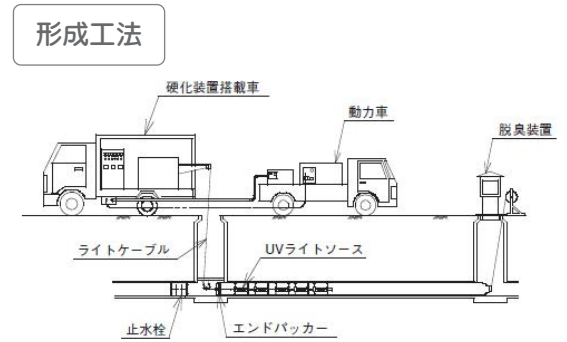 形成工法
硬化装置搭載車
動力車
脱臭装置
ライトケーブル
UVライトソース
止水栓
エンドパッカー